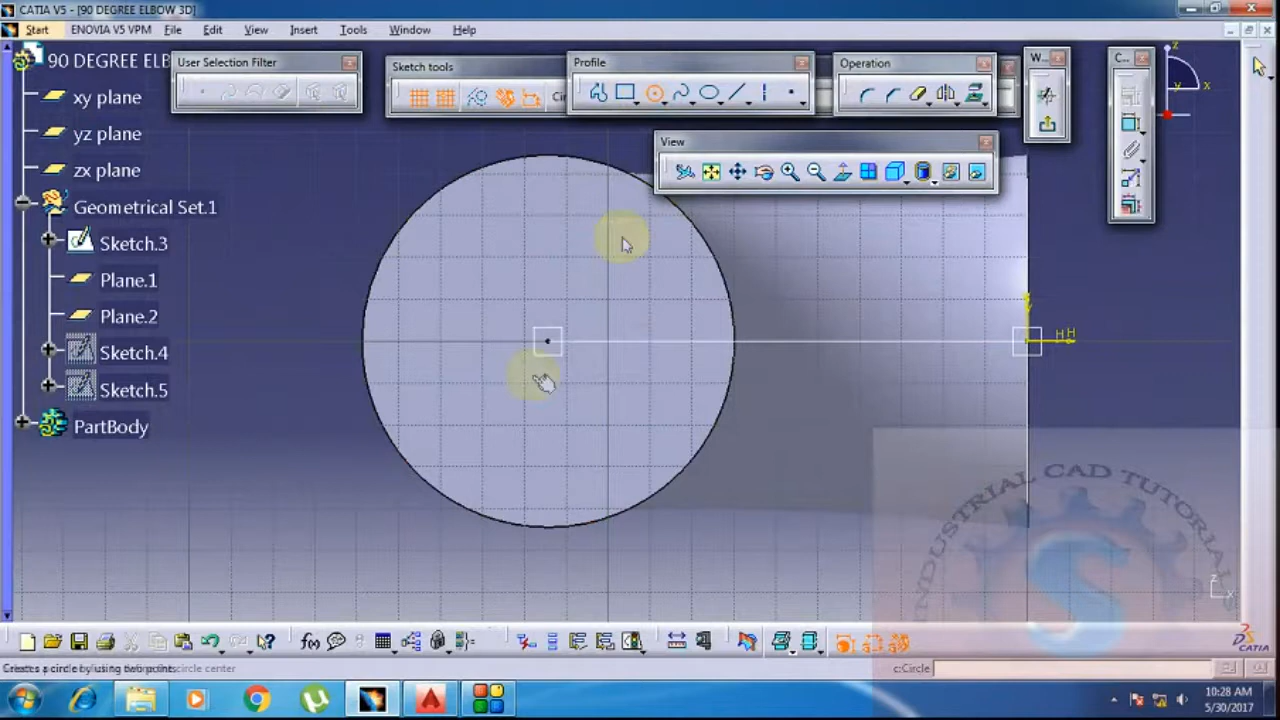 CATIA V5 - [90 DEGREE ELBOW 3D]
Start ENOVIA V5 VPM File Edit View Insert Tools Window Help
90 DEGREE ELB
xy plane
yz plane
zx plane
Geometrical Set.1
Sketch.3
Plane.1
Plane.2
Sketch.4
Sketch.5
PartBody
User Selection Filter
Sketch tools
Cir
Profile
Operation
W...
C...
View
z
y
x
V
H H
INDUSTRIAL CAD TUTORIALS
z
x
CATIA
c:Circle
10:28 AM
5/30/2017